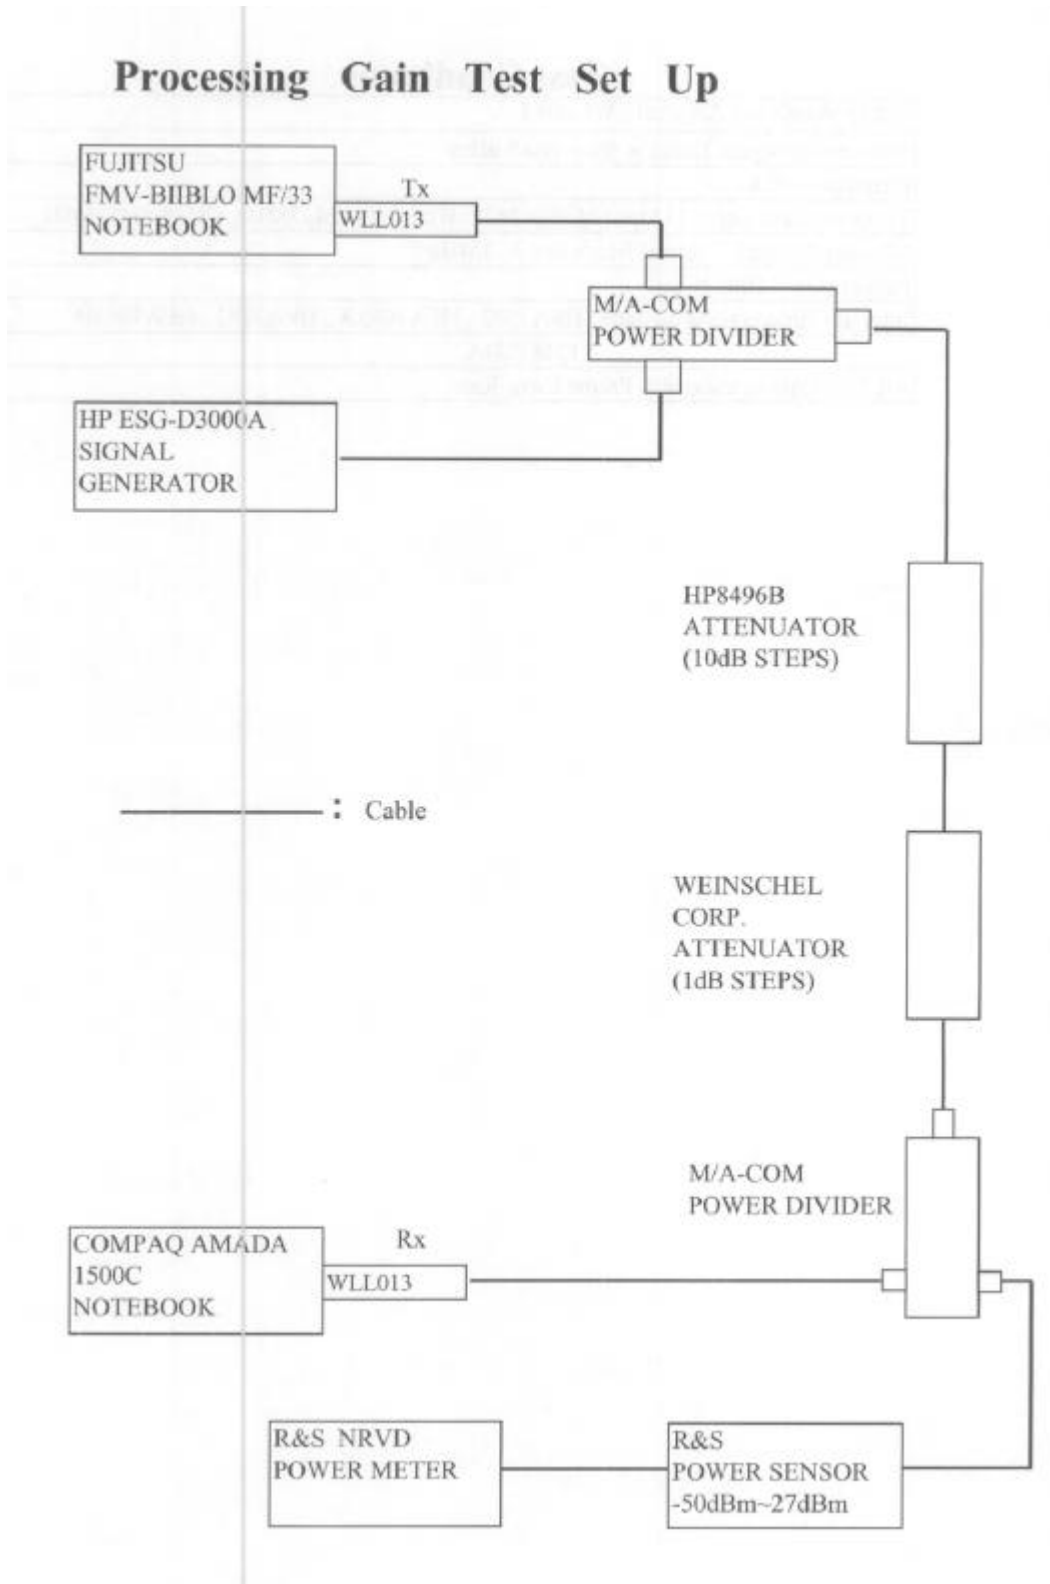 Processing Gain Test Set Up
FUJITSU
FMV-BIIBLO MF/33
NOTEBOOK
Tx
WLL013
M/A-COM
POWER DIVIDER
HP ESG-D3000A
SIGNAL
GENERATOR
HP8496B
ATTENUATOR
(10dB STEPS)
: Cable
WEINSCHEL
CORP.
ATTENUATOR
(1dB STEPS)
M/A-COM
POWER DIVIDER
COMPAQ AMADA
1500C
NOTEBOOK
Rx
WLL013
R&S NRVD
POWER METER
R&S
POWER SENSOR
-50dBm~27dBm